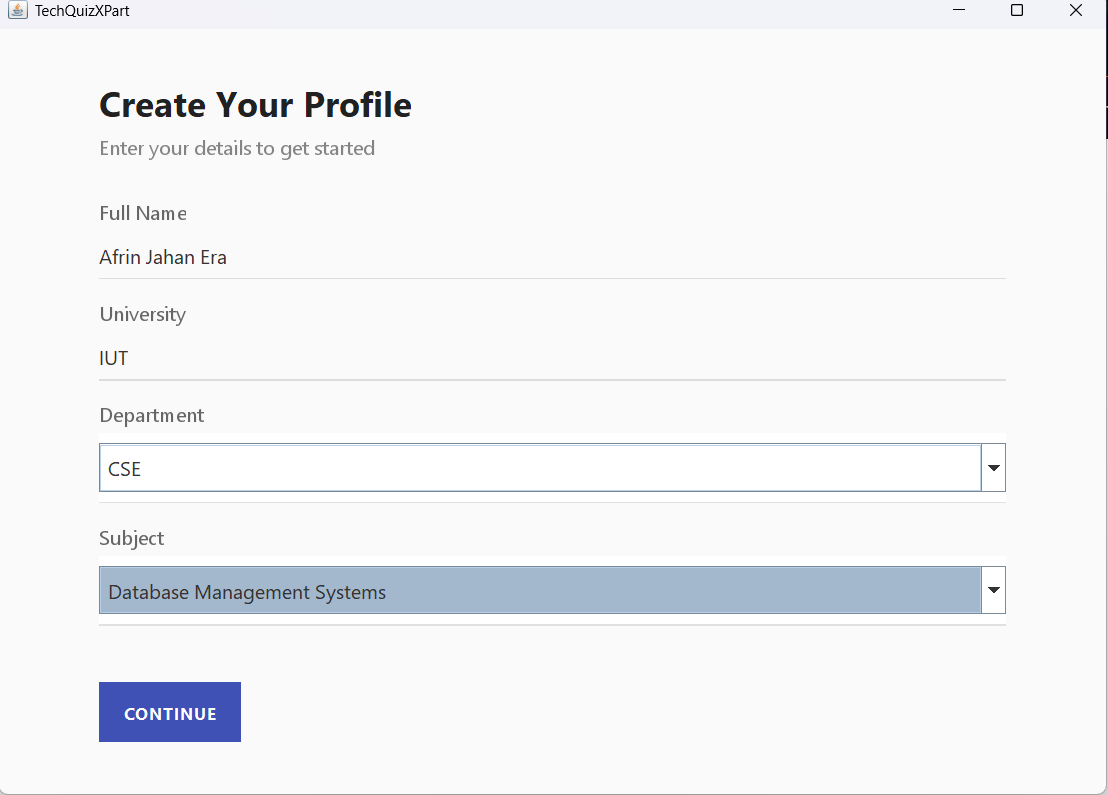 TechQuizXPart
Create Your Profile
Enter your details to get started
Full Name
Afrin Jahan Era
University
IUT
Department
CSE
Subject
Database Management Systems
CONTINUE